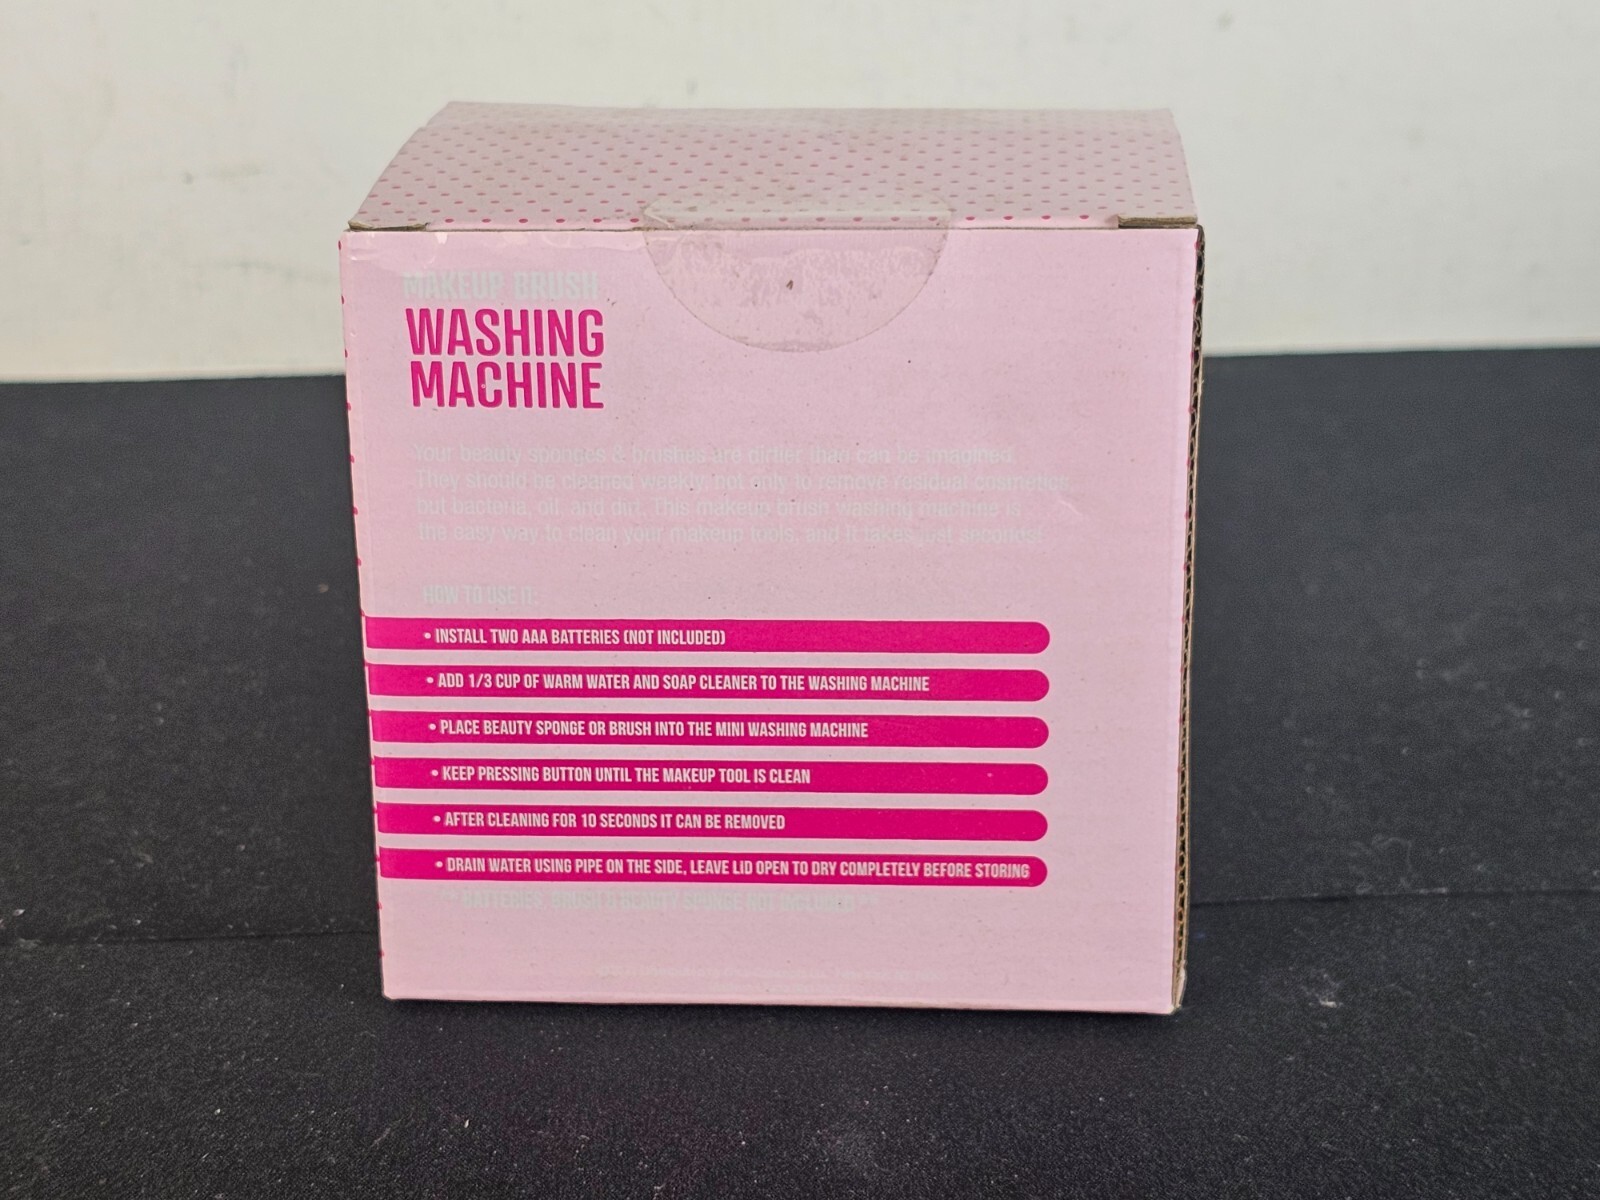 MAKEUP BRUSH
WASHING
MACHINE
Your beauty sponges & brushes are dirtier than can be imagined.
They should be cleaned weekly, not only to remove residual cosmetics
but bacteria, oil, and dirt. This makeup brush washing machine is
the easy way to clean your makeup tools, and it takes just seconds!
HOW TO USE IT:
• INSTALL TWO AAA BATTERIES (NOT INCLUDED)
• ADD 1/3 CUP OF WARM WATER AND SOAP CLEANER TO THE WASHING MACHINE
• PLACE BEAUTY SPONGE OR BRUSH INTO THE MINI WASHING MACHINE
• KEEP PRESSING BUTTON UNTIL THE MAKEUP TOOL IS CLEAN
• AFTER CLEANING FOR 10 SECONDS IT CAN BE REMOVED
• DRAIN WATER USING PIPE ON THE SIDE, LEAVE LID OPEN TO DRY COMPLETELY BEFORE STORING
**BATTERIES, BRUSH & BEAUTY SPONGE NOT INCLUDED**